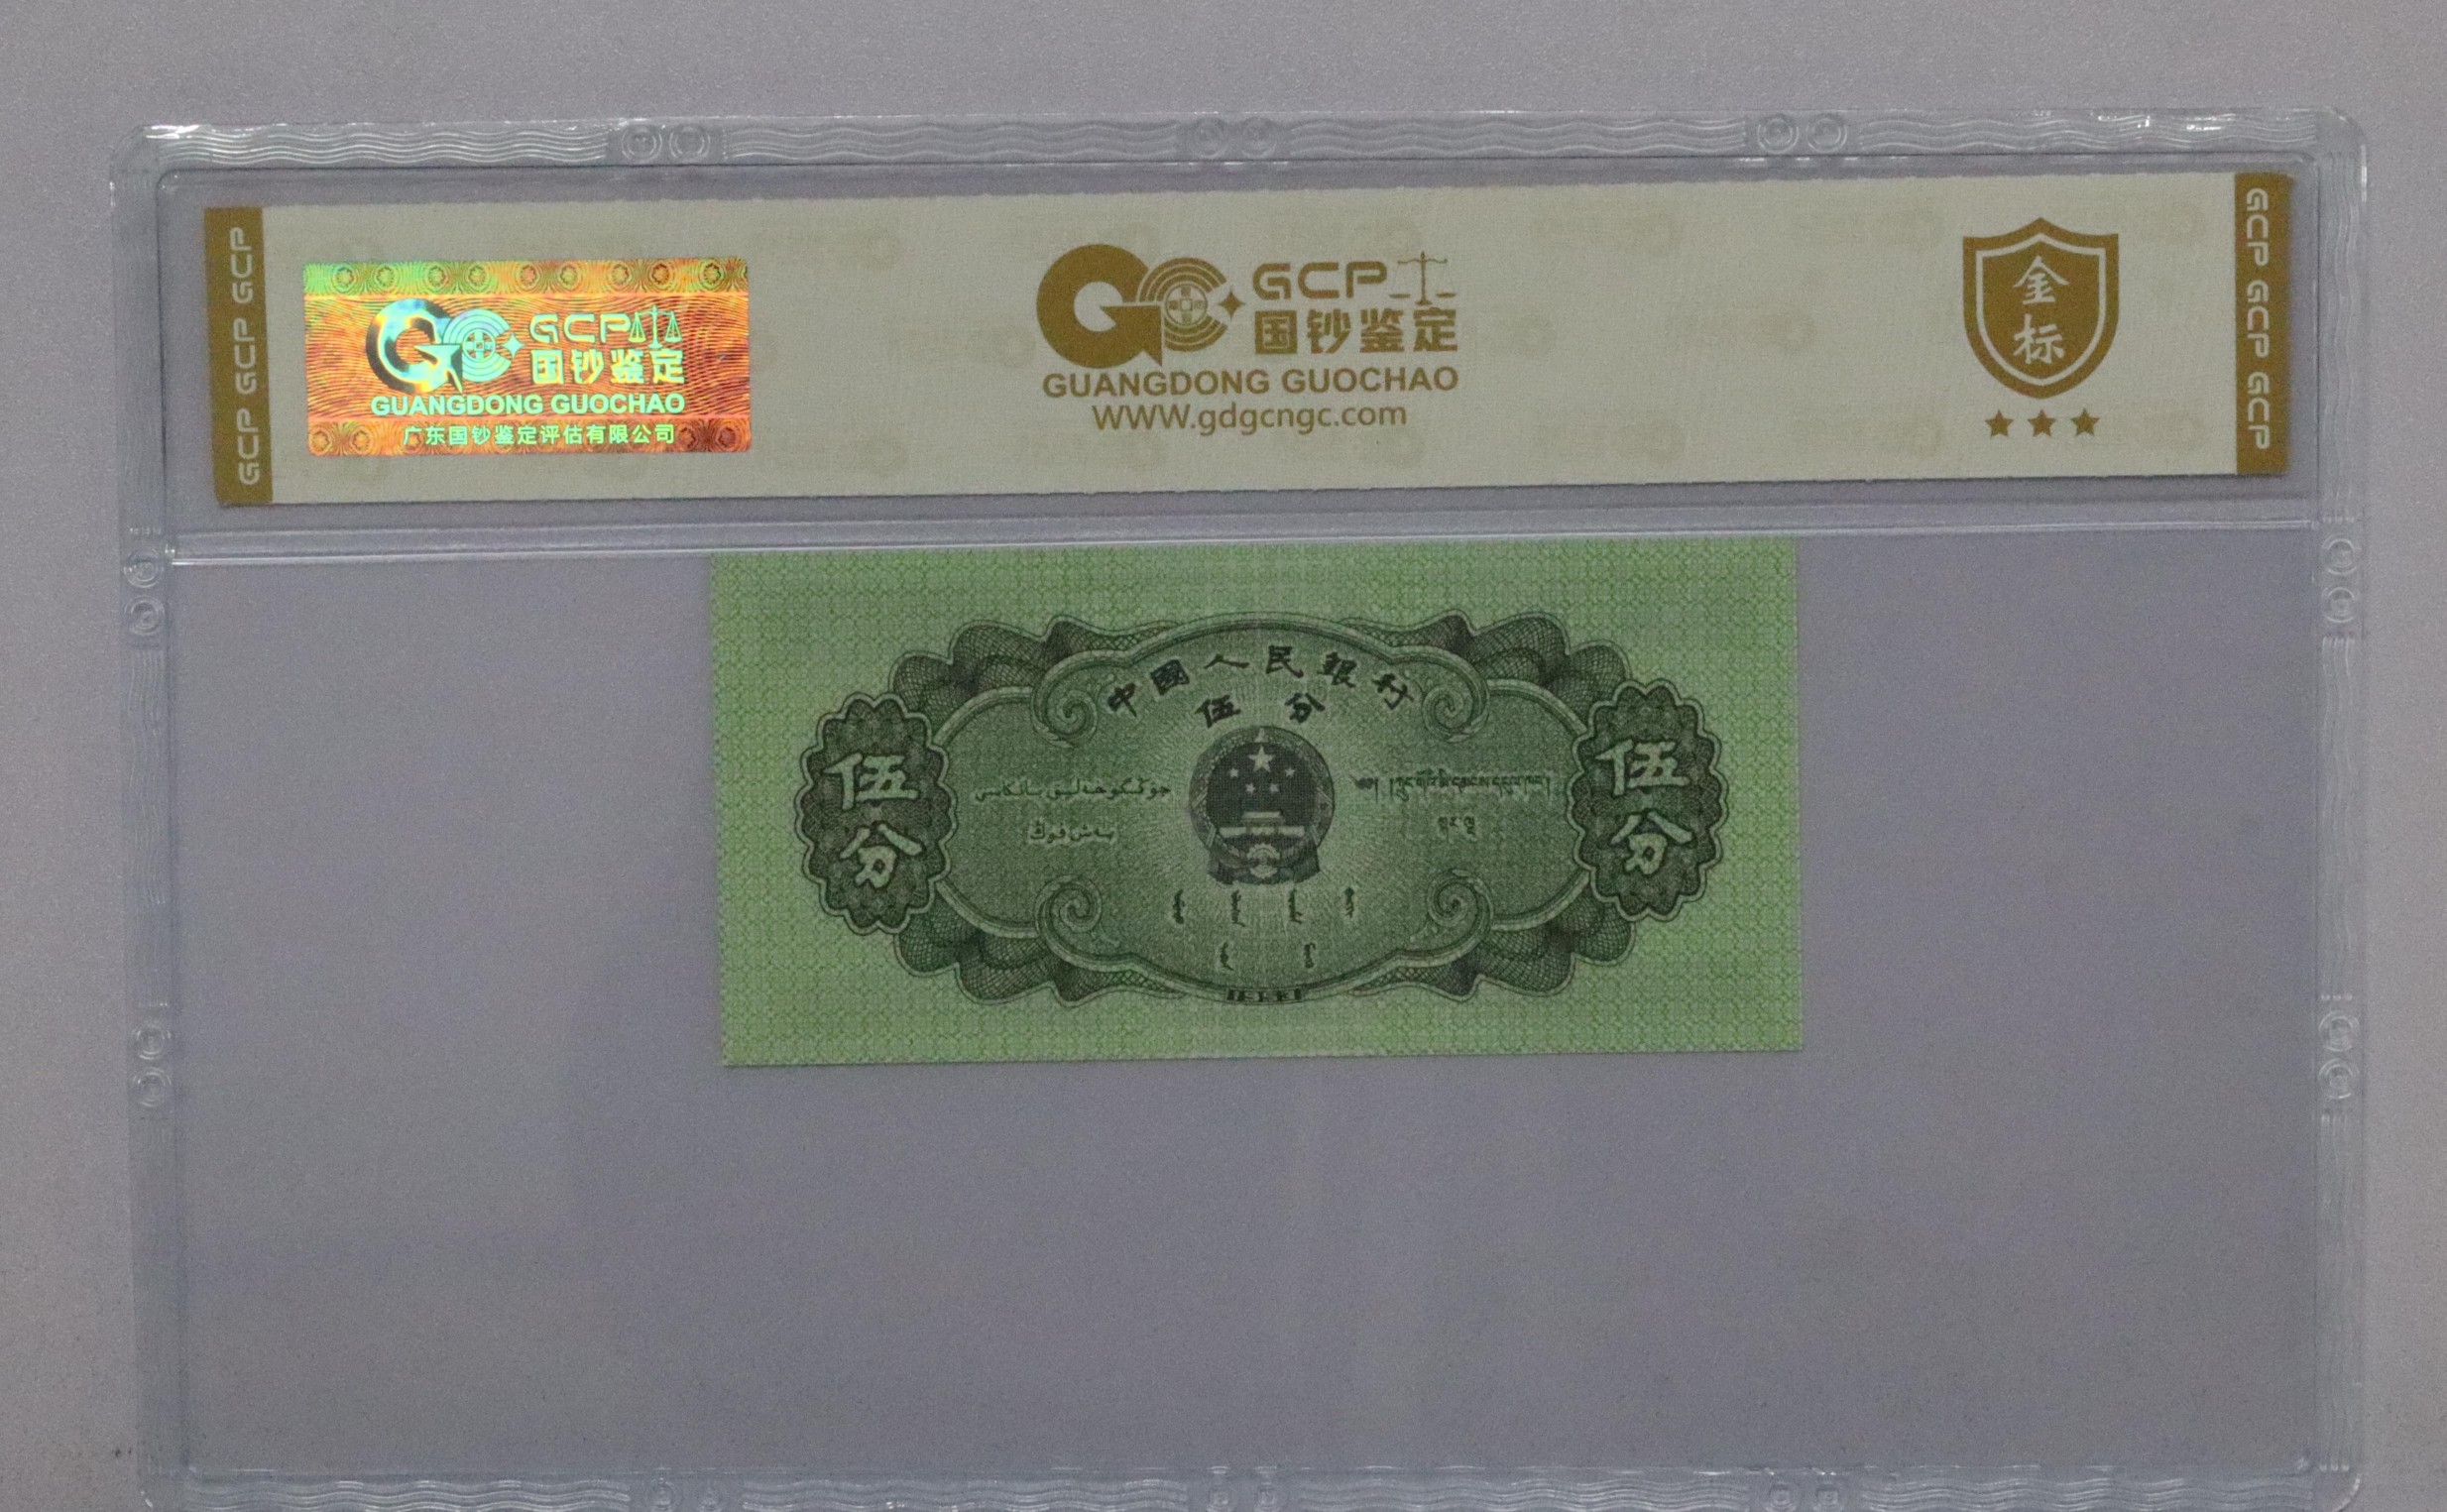 GCP GCP GCP
GCP
国钞鉴定
GUANGDONG GUOCHAO
广东国钞鉴定评估有限公司
GCP
国钞鉴定
GUANGDONG GUOCHAO
WWW.gdgcngc.com
金
标
GCP GCP GCP
中國人民銀行
伍分
伍
分
伍
分